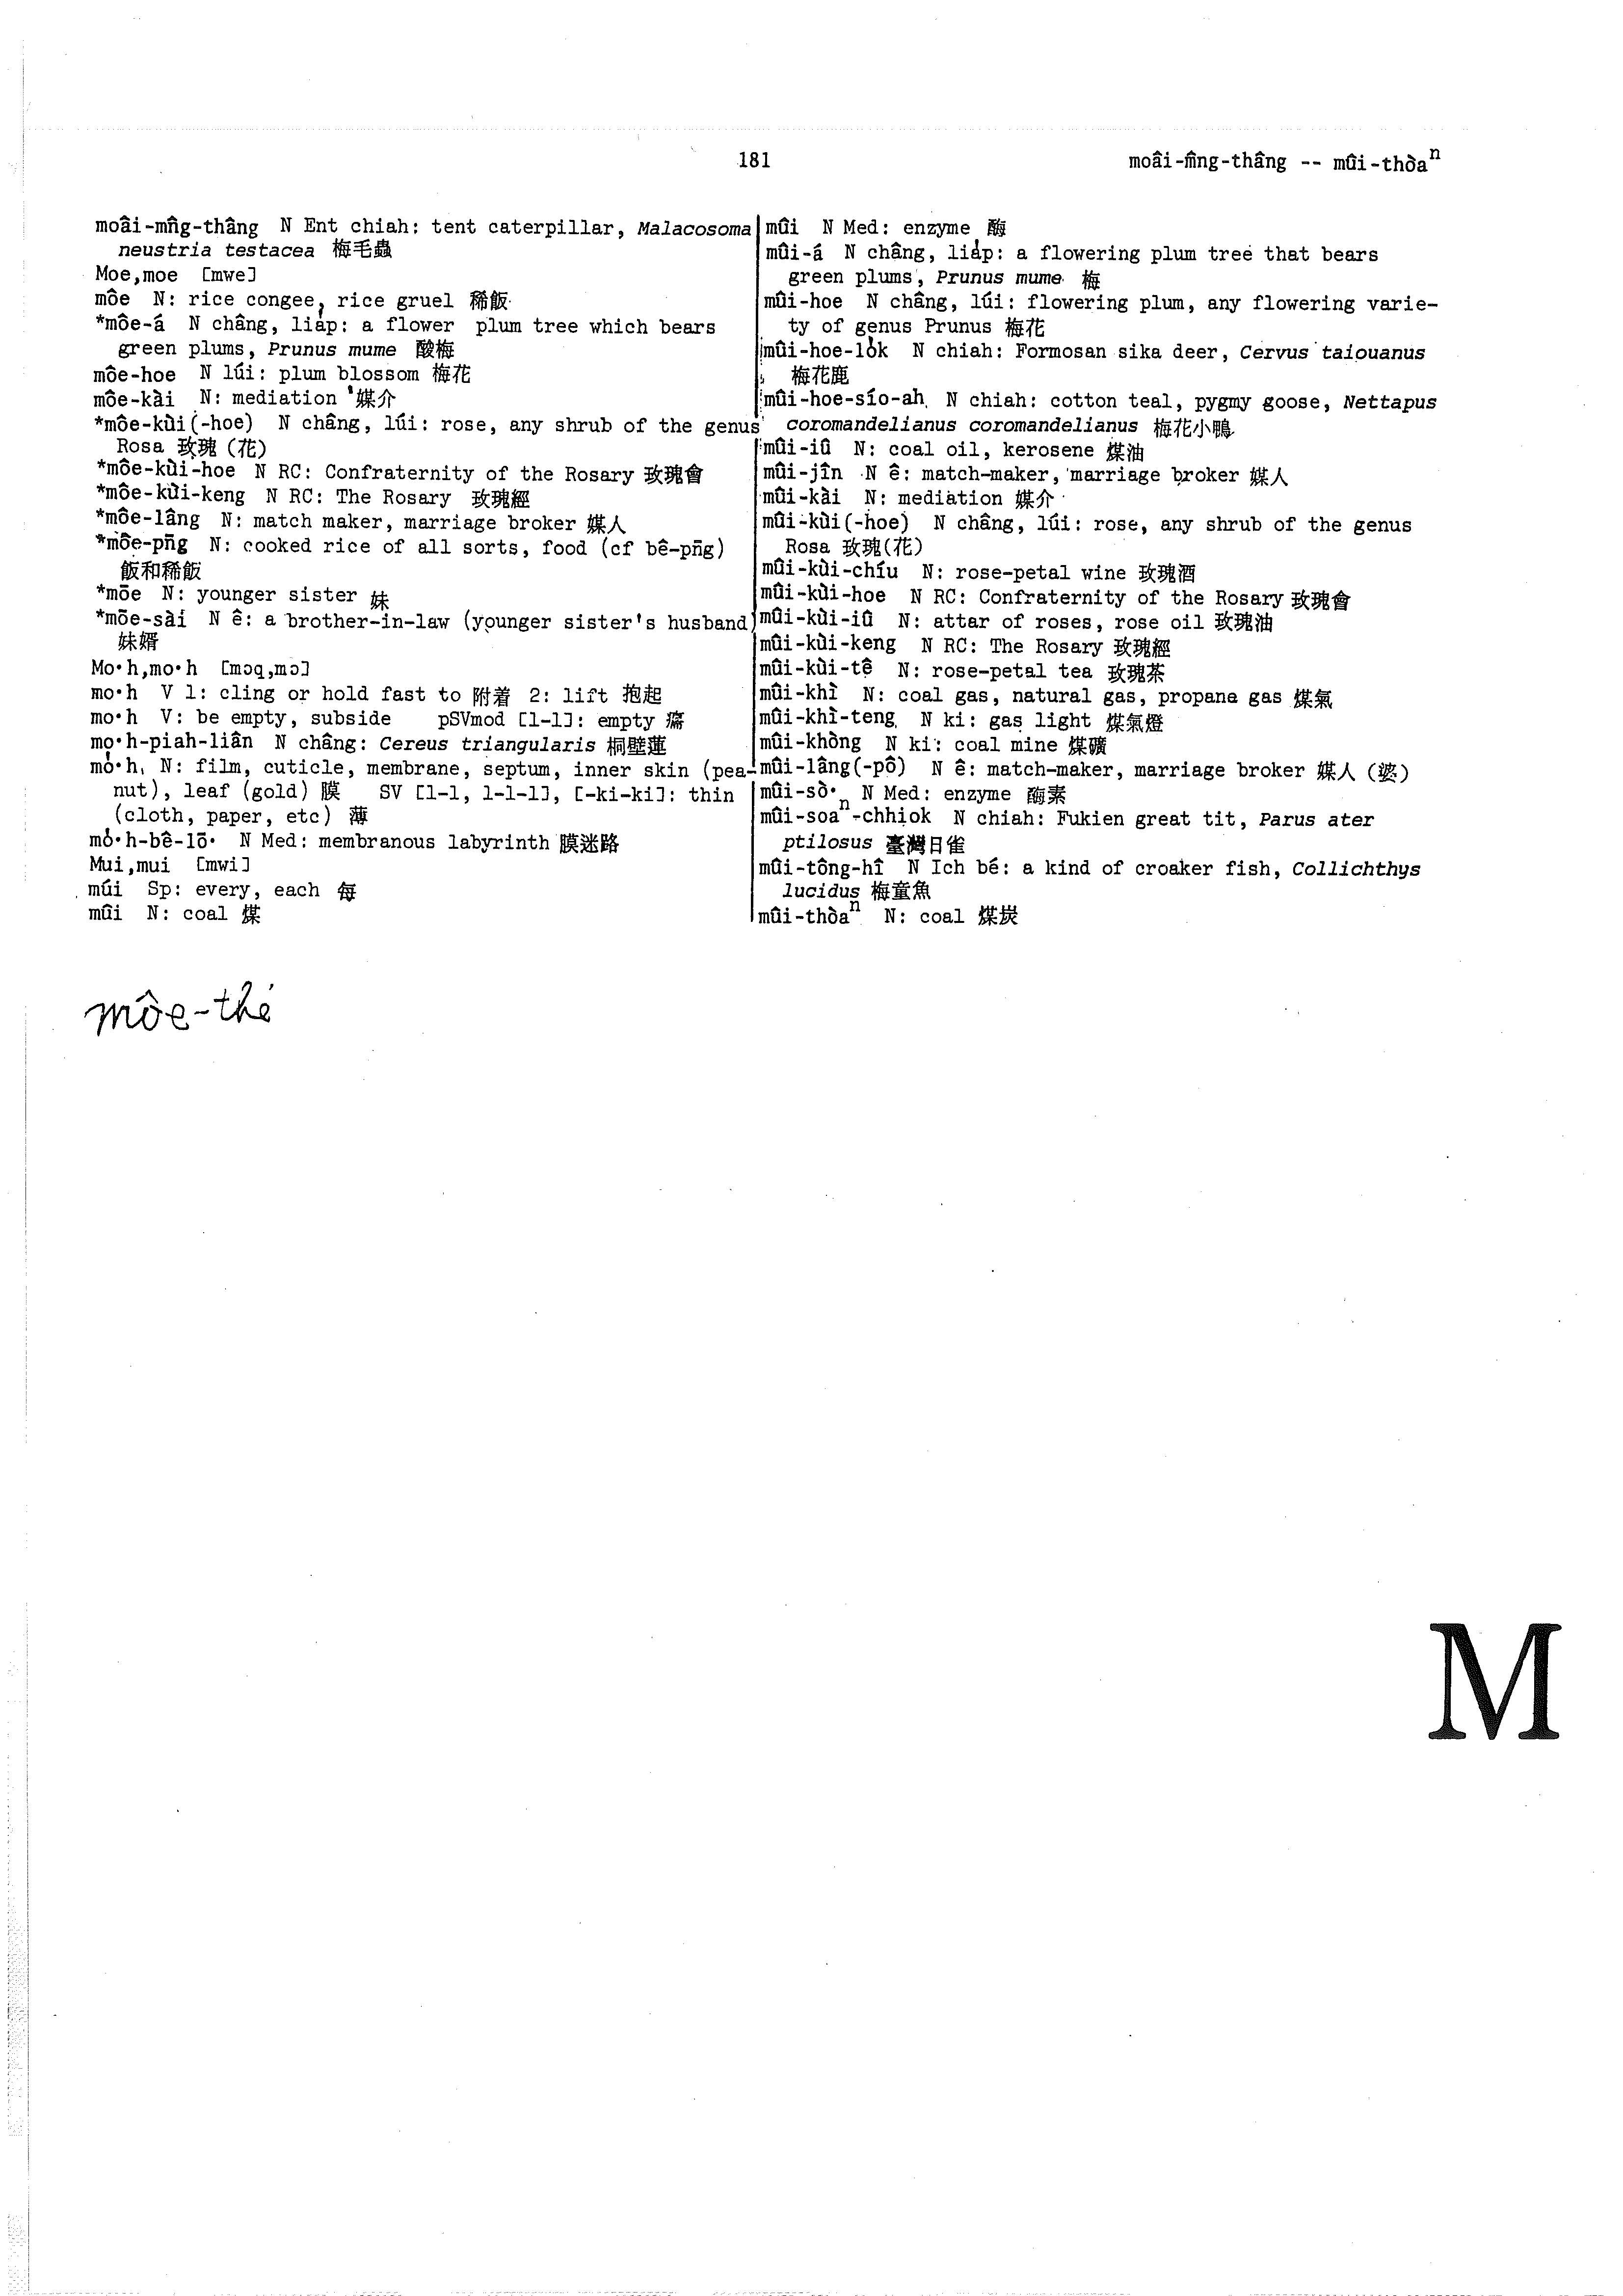 181
moâi-m̂ng-thâng -- mûi-thòaⁿ
moâi-mn̂g-thâng N Ent chiah: tent caterpillar, Malacosoma
neustria testacea 梅毛蟲
Moe,moe [mwe]
môe N: rice congee, rice gruel 稀飯
*môe-á N châng, lia̍p: a flower plum tree which bears
green plums, Prunus mume 酸梅
môe-hoe N lúi: plum blossom 梅花
môe-kài N: mediation 媒介
*môe-kùi(-hoe) N châng, lúi: rose, any shrub of the genus
Rosa 玫瑰(花)
*môe-kùi-hoe N RC: Confraternity of the Rosary 玫瑰會
*môe-kùi-keng N RC: The Rosary 玫瑰經
*môe-lâng N: match maker, marriage broker 媒人
*môe-pn̄g N: cooked rice of all sorts, food (cf bê-pn̄g)
飯和稀飯
*mōe N: younger sister 妹
*mōe-sài N ê: a brother-in-law (younger sister's husband)
妹婿
Mo·h,mo·h [mɔq,mɔ]
mo·h V 1: cling or hold fast to 附着 2: lift 抱起
mo·h V: be empty, subside pSVmod [1-1]: empty
mo·h-piah-liân N châng: Cereus triangularis 桐壁蓮
mo̍·h N: film, cuticle, membrane, septum, inner skin (pea-
nut), leaf (gold) 膜 SV [1-1, 1-1-1], [-ki-ki]: thin
(cloth, paper, etc) 薄
mo̍·h-bê-lō· N Med: membranous labyrinth 膜迷路
Mui,mui [mwi]
múi Sp: every, each 每
mûi N: coal 煤
mûi N Med: enzyme 酶
mûi-á N châng, lia̍p: a flowering plum tree that bears
green plums, Prunus mume 梅
mûi-hoe N châng, lúi: flowering plum, any flowering varie-
ty of genus Prunus 梅花
mûi-hoe-lo̍k N chiah: Formosan sika deer, Cervus taiouanus
梅花鹿
mûi-hoe-sío-ah N chiah: cotton teal, pygmy goose, Nettapus
coromandelianus coromandelianus 梅花小鴨
mûi-iû N: coal oil, kerosene 煤油
mûi-jîn N ê: match-maker, marriage broker 媒人
mûi-kài N: mediation 媒介
mûi-kùi(-hoe) N châng, lúi: rose, any shrub of the genus
Rosa 玫瑰(花)
mûi-kùi-chíu N: rose-petal wine 玫瑰酒
mûi-kùi-hoe N RC: Confraternity of the Rosary 玫瑰會
mûi-kùi-iû N: attar of roses, rose oil 玫瑰油
mûi-kùi-keng N RC: The Rosary 玫瑰經
mûi-kùi-tê N: rose-petal tea 玫瑰茶
mûi-khì N: coal gas, natural gas, propane gas 煤氣
mûi-khì-teng N ki: gas light 煤氣燈
mûi-khòng N ki: coal mine 煤礦
mûi-lâng(-pô) N ê: match-maker, marriage broker 媒人(婆)
mûi-sò· N Med: enzyme 酶素
mûi-soaⁿ-chhiok N chiah: Fukien great tit, Parus ater
ptilosus 臺灣日雀
mûi-tông-hî N Ich bé: a kind of croaker fish, Collichthys
lucidus 梅童魚
mûi-thòaⁿ N: coal 煤炭
môe-thé
M